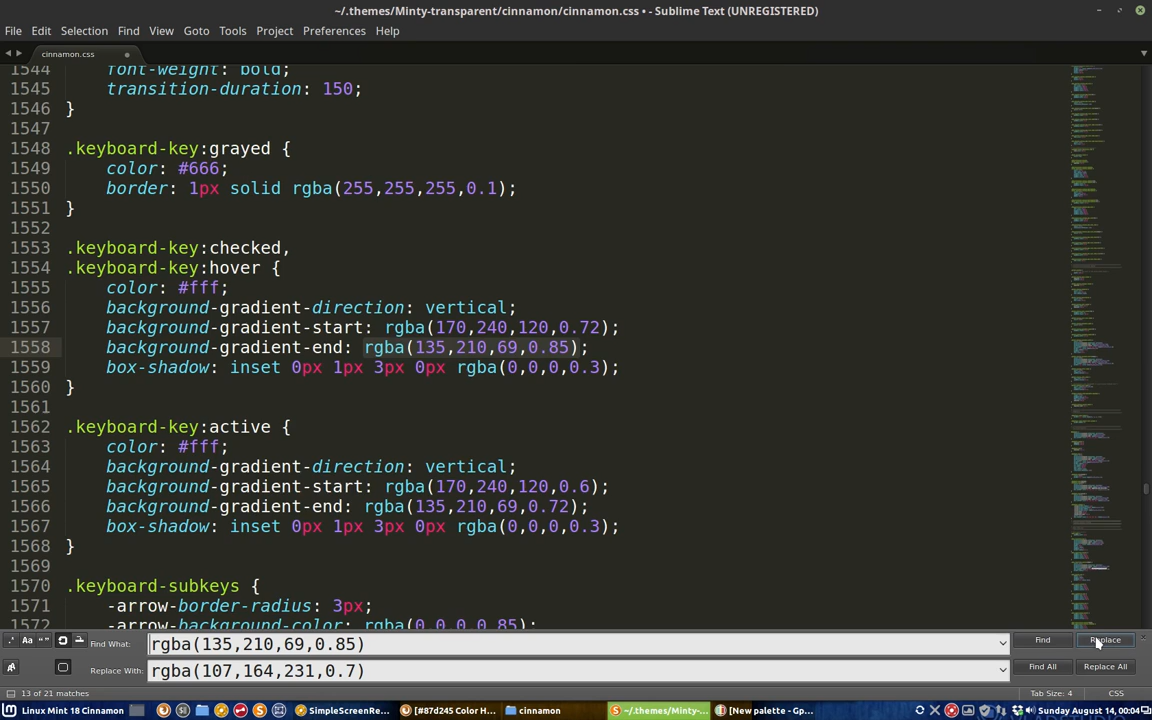 ~/.themes/Minty-transparent/cinnamon/cinnamon.css • - Sublime Text (UNREGISTERED)
File Edit Selection Find View Goto Tools Project Preferences Help
cinnamon.css
1544 font-weight: bold;
1545 transition-duration: 150;
1546 }
1547
1548 .keyboard-key:grayed {
1549 color: #666;
1550 border: 1px solid rgba(255,255,255,0.1);
1551 }
1552
1553 .keyboard-key:checked,
1554 .keyboard-key:hover {
1555 color: #fff;
1556 background-gradient-direction: vertical;
1557 background-gradient-start: rgba(170,240,120,0.72);
1558 background-gradient-end: rgba(135,210,69,0.85);
1559 box-shadow: inset 0px 1px 3px 0px rgba(0,0,0,0.3);
1560 }
1561
1562 .keyboard-key:active {
1563 color: #fff;
1564 background-gradient-direction: vertical;
1565 background-gradient-start: rgba(170,240,120,0.6);
1566 background-gradient-end: rgba(135,210,69,0.72);
1567 box-shadow: inset 0px 1px 3px 0px rgba(0,0,0,0.3);
1568 }
1569
1570 .keyboard-subkeys {
1571 -arrow-border-radius: 3px;
1572 -arrow-background-color: rgba(0,0,0,0.85);
.* Aa “” Find What: rgba(135,210,69,0.85) Find Replace
Replace With: rgba(107,164,231,0.7) Find All Replace All
13 of 21 matches Tab Size: 4 CSS
Linux Mint 18 Cinnamon SimpleScreenRe... [#87d245 Color H... cinnamon ~/.themes/Minty-... [New palette - Gp... Sunday August 14, 00:04